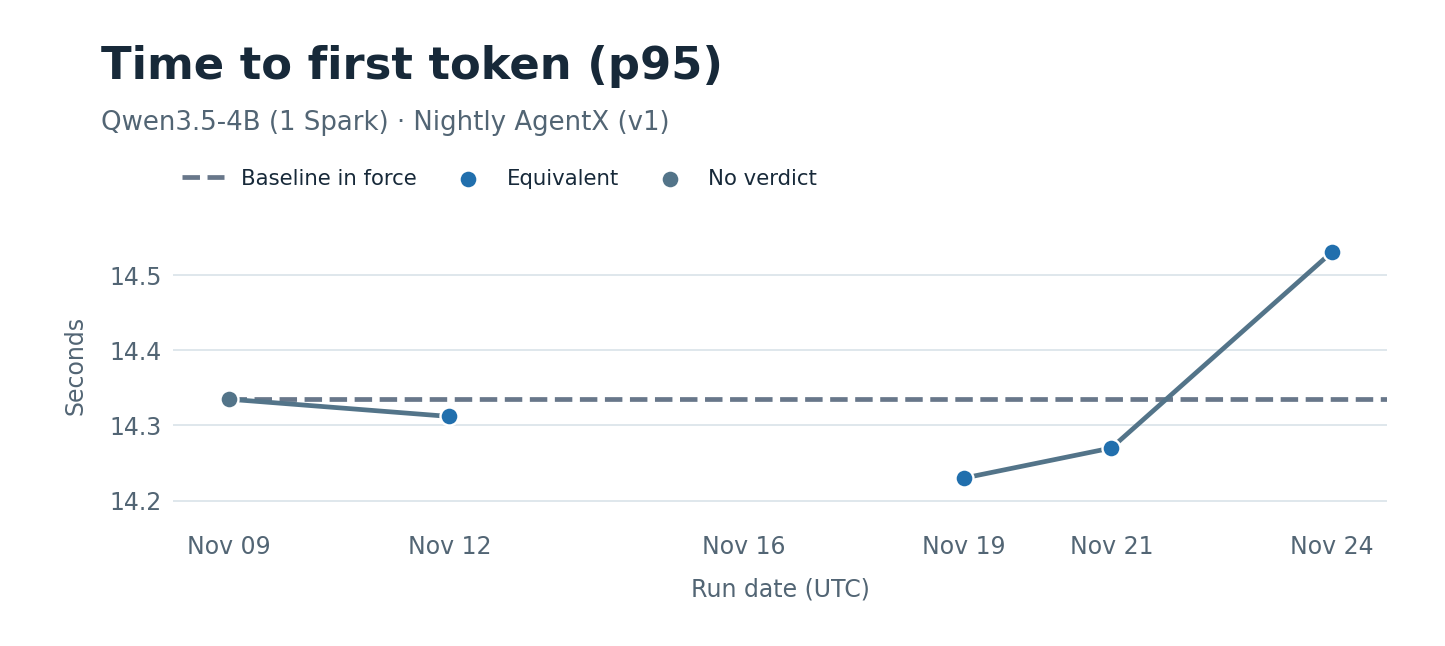 Time to first token (p95)
Qwen3.5-4B (1 Spark) · Nightly AgentX (v1)
Baseline in force
Equivalent
No verdict
14.5
14.4
14.3
14.2
Seconds
Nov 09
Nov 12
Nov 16
Nov 19
Nov 21
Nov 24
Run date (UTC)